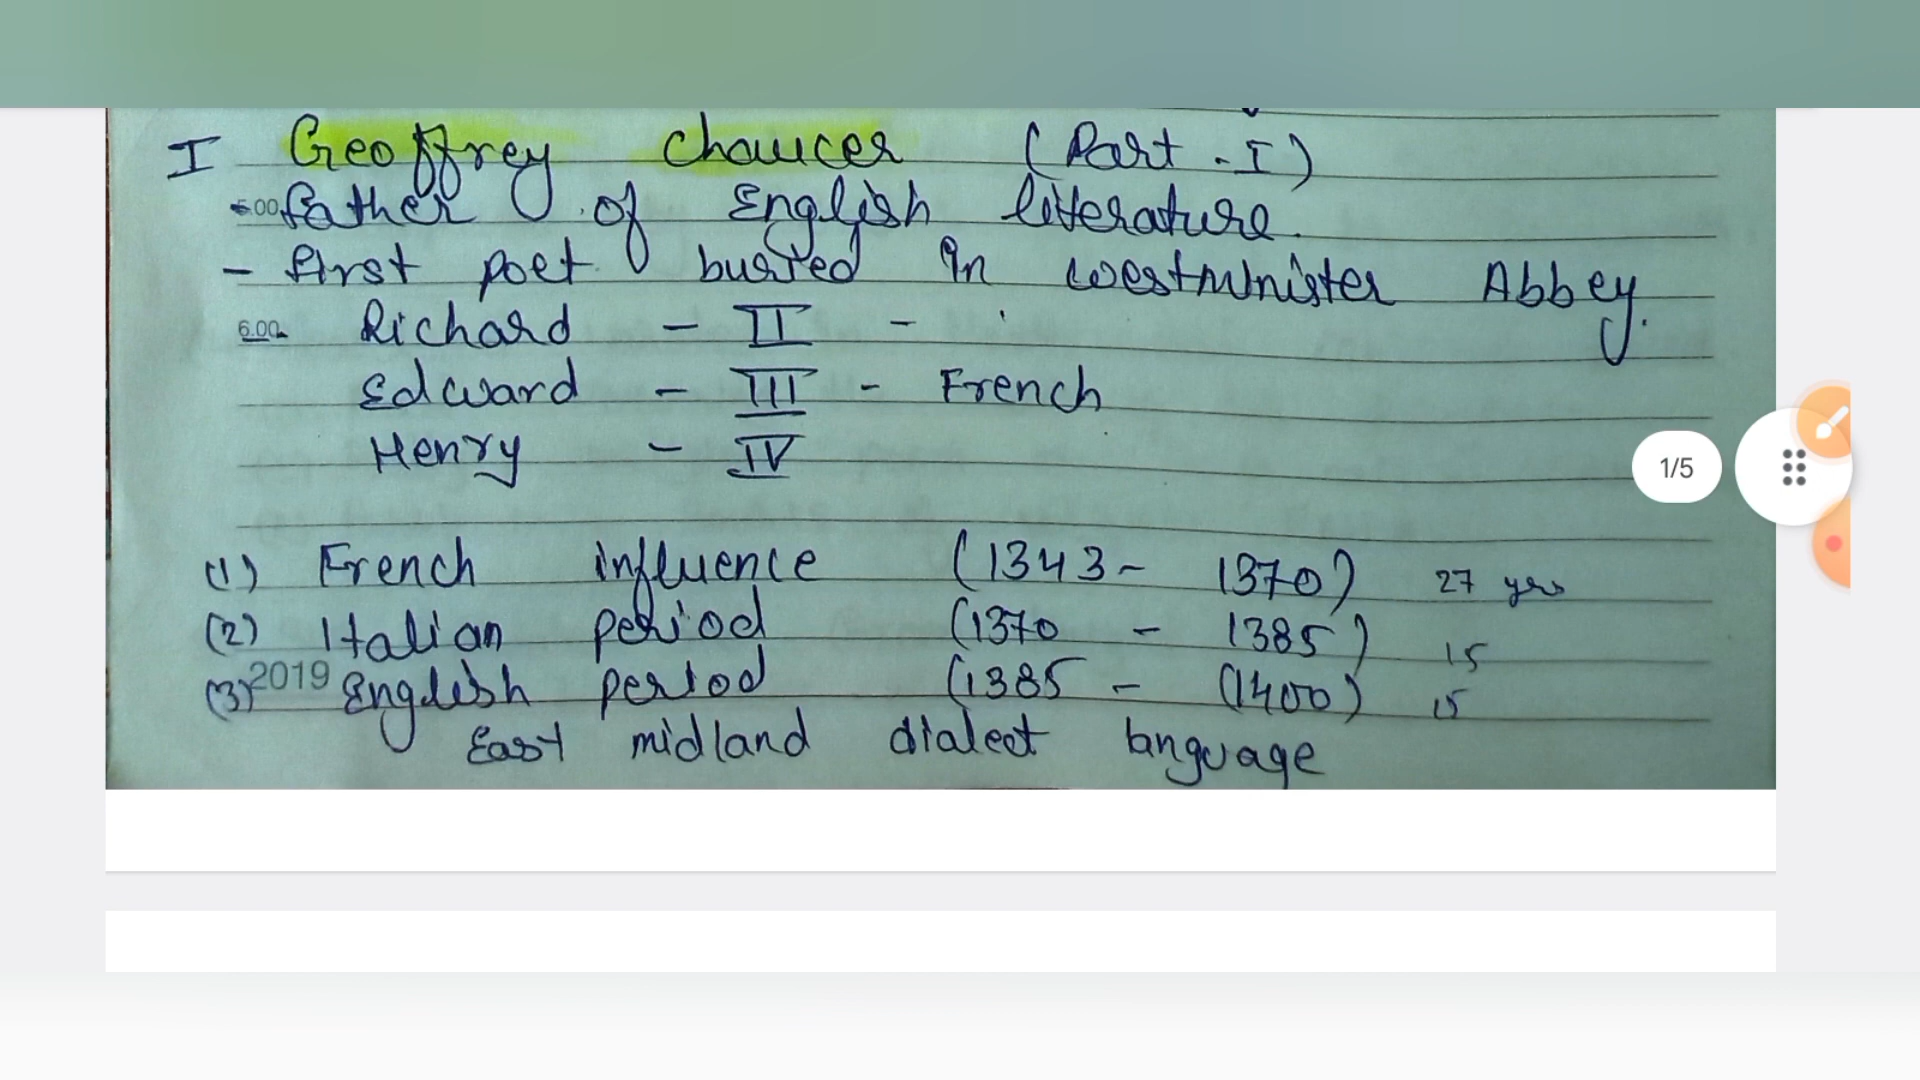 I Geoffrey Chaucer (Part - I)
5.00 - father of English literature.
- first poet buried in westminister Abbey.
6.00 Richard - II -
Edward - III - French
Henry - IV
(1) French influence (1343 - 1370) 27 yrs
(2) Italian period (1370 - 1385) 15
2019
(3) English period (1385 - (1400) 15
East midland dialect language
1/5